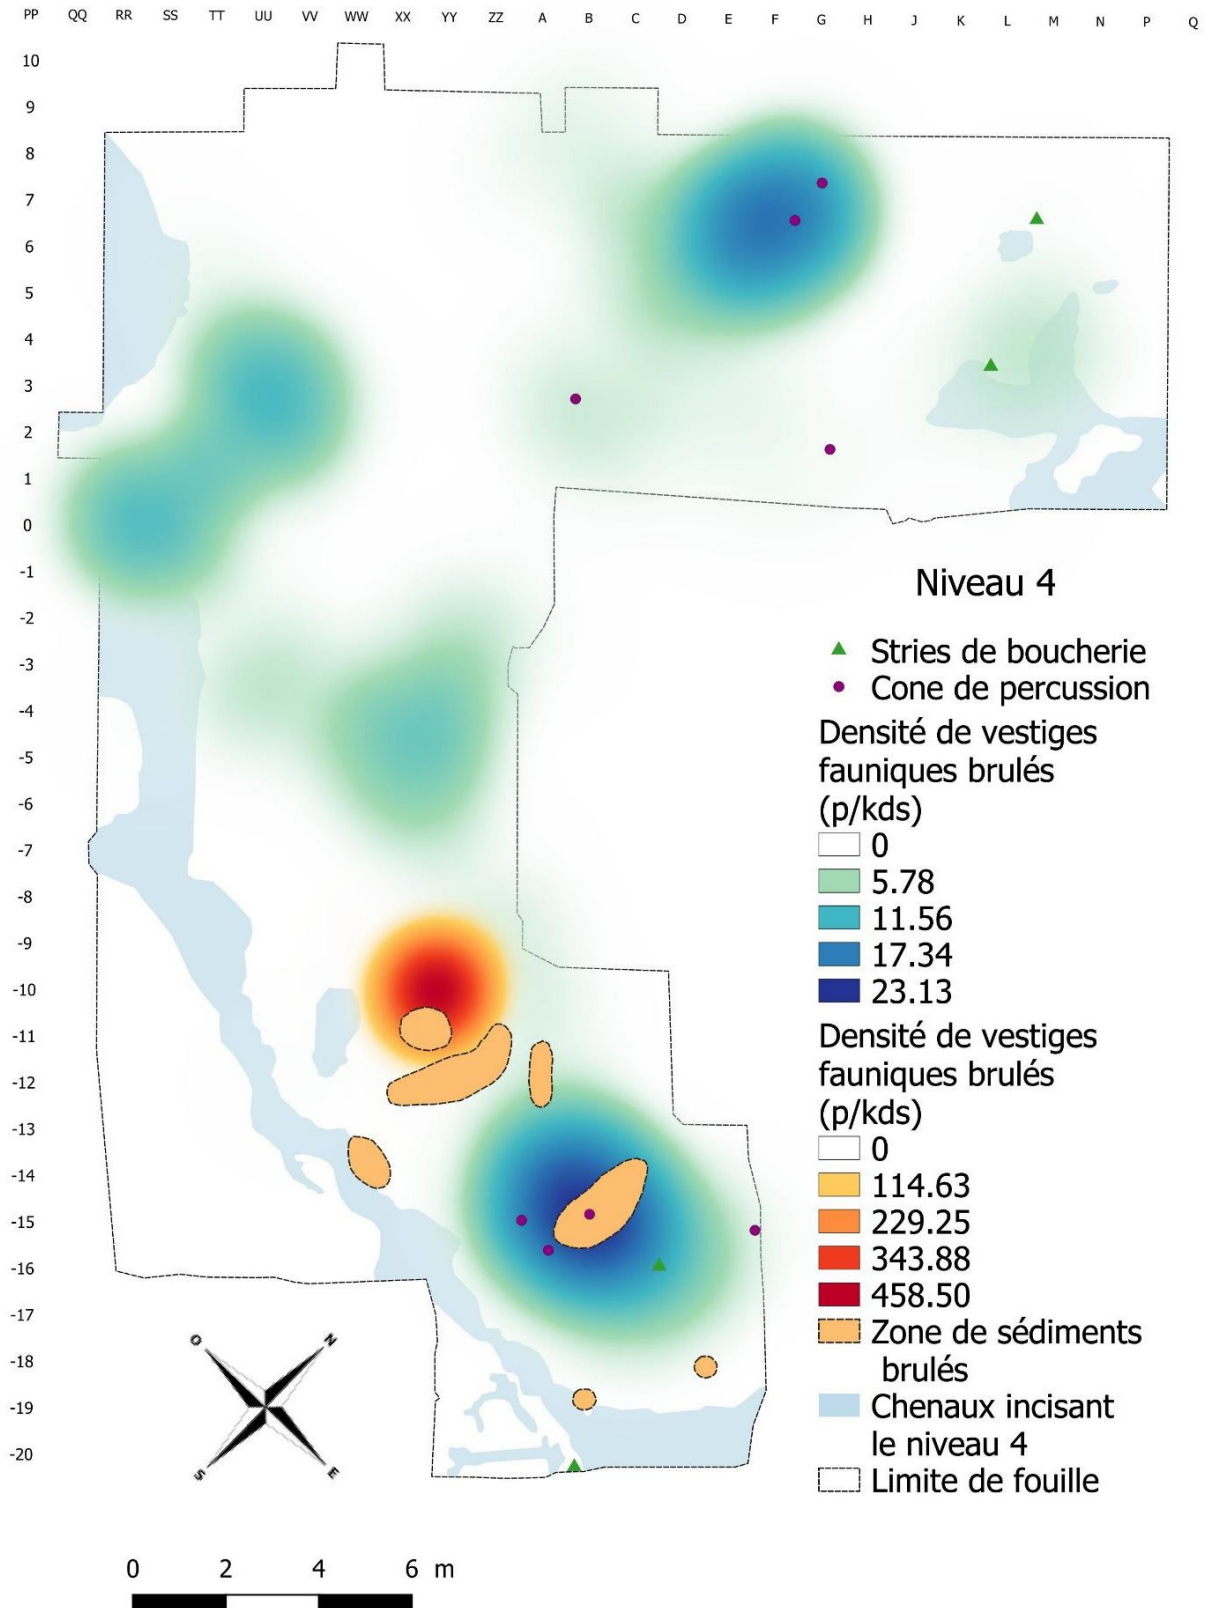 PP QQ RR SS TT UU VV WW XX YY ZZ A B C D E F G H J K L M N P Q
10
9
8
7
6
5
4
3
2
1
0
-1
-2
-3
-4
-5
-6
-7
-8
-9
-10
-11
-12
-13
-14
-15
-16
-17
-18
-19
-20
Niveau 4
Stries de boucherie
Cone de percussion
Densité de vestiges
fauniques brulés
(p/kds)
0
5.78
11.56
17.34
23.13
Densité de vestiges
fauniques brulés
(p/kds)
0
114.63
229.25
343.88
458.50
Zone de sédiments
brulés
Chenaux incisant
le niveau 4
Limite de fouille
O N
S E
0 2 4 6 m